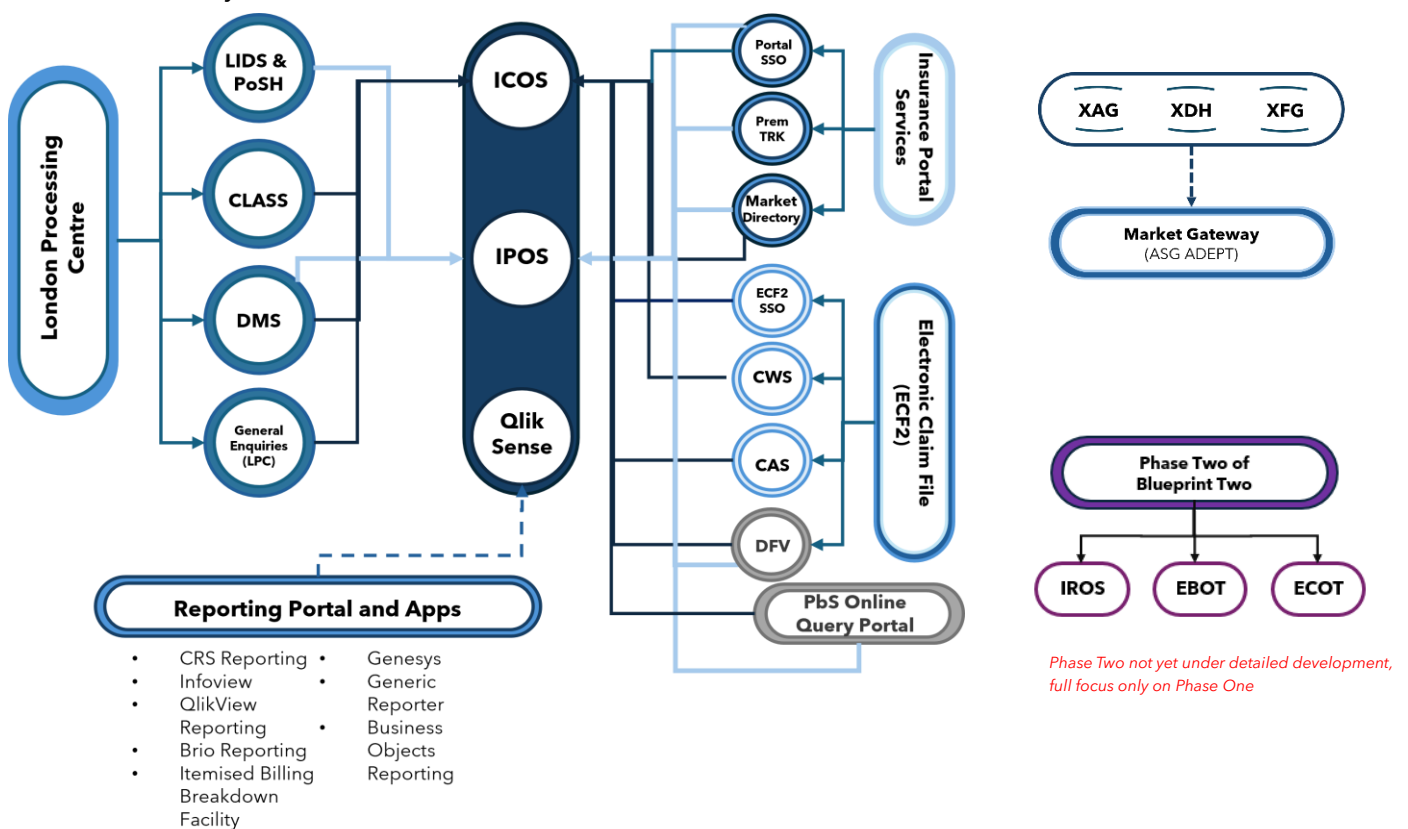 London Processing
Centre
LIDS &
PoSH
CLASS
DMS
General
Enquiries
(LPC)
ICOS
IPOS
Qlik
Sense
Portal
SSO
Prem
TRK
Market
Directory
Insurance Portal
Services
ECF2
SSO
CWS
CAS
DFV
Electronic Claim File
(ECF2)
PbS Online
Query Portal
Reporting Portal and Apps
• CRS Reporting
• Infoview
• QlikView
Reporting
• Brio Reporting
• Itemised Billing
Breakdown
Facility
• Genesys
• Generic
Reporter
• Business
Objects
Reporting
XAG
XDH
XFG
Market Gateway
(ASG ADEPT)
Phase Two of
Blueprint Two
IROS
EBOT
ECOT
Phase Two not yet under detailed development,
full focus only on Phase One